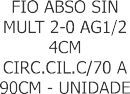 FIO ABSO SIN
MULT 2-0 AG1/2
4CM
CIRC.CIL.C/70 A
90CM - UNIDADE